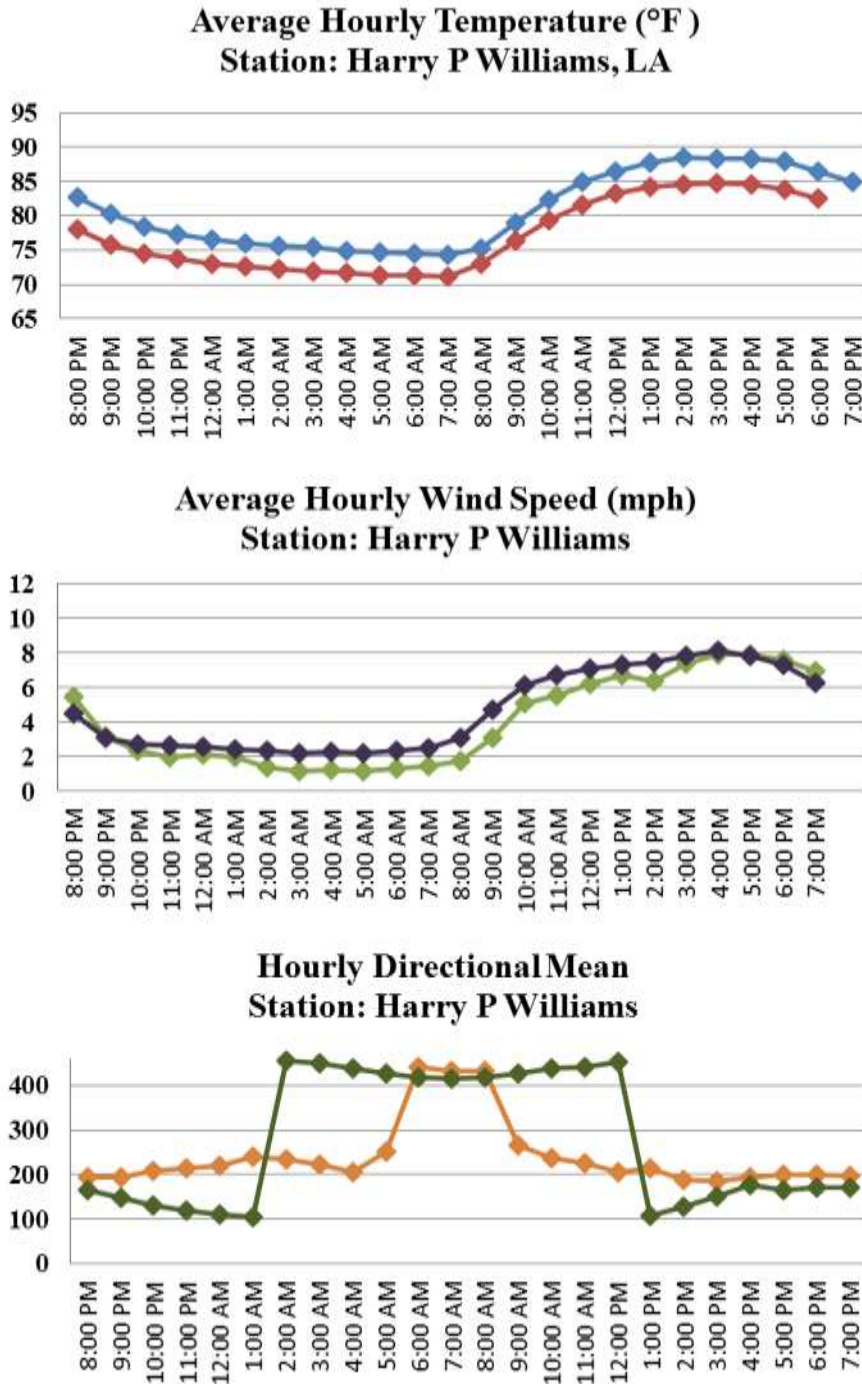 Average Hourly Temperature (°F )
Station: Harry P Williams, LA
95
90
85
80
75
70
65
8:00 PM
9:00 PM
10:00 PM
11:00 PM
12:00 AM
1:00 AM
2:00 AM
3:00 AM
4:00 AM
5:00 AM
6:00 AM
7:00 AM
8:00 AM
9:00 AM
10:00 AM
11:00 AM
12:00 PM
1:00 PM
2:00 PM
3:00 PM
4:00 PM
5:00 PM
6:00 PM
7:00 PM
Average Hourly Wind Speed (mph)
Station: Harry P Williams
12
10
8
6
4
2
0
8:00 PM
9:00 PM
10:00 PM
11:00 PM
12:00 AM
1:00 AM
2:00 AM
3:00 AM
4:00 AM
5:00 AM
6:00 AM
7:00 AM
8:00 AM
9:00 AM
10:00 AM
11:00 AM
12:00 PM
1:00 PM
2:00 PM
3:00 PM
4:00 PM
5:00 PM
6:00 PM
7:00 PM
Hourly Directional Mean
Station: Harry P Williams
400
300
200
100
0
8:00 PM
9:00 PM
10:00 PM
11:00 PM
12:00 AM
1:00 AM
2:00 AM
3:00 AM
4:00 AM
5:00 AM
6:00 AM
7:00 AM
8:00 AM
9:00 AM
10:00 AM
11:00 AM
12:00 PM
1:00 PM
2:00 PM
3:00 PM
4:00 PM
5:00 PM
6:00 PM
7:00 PM